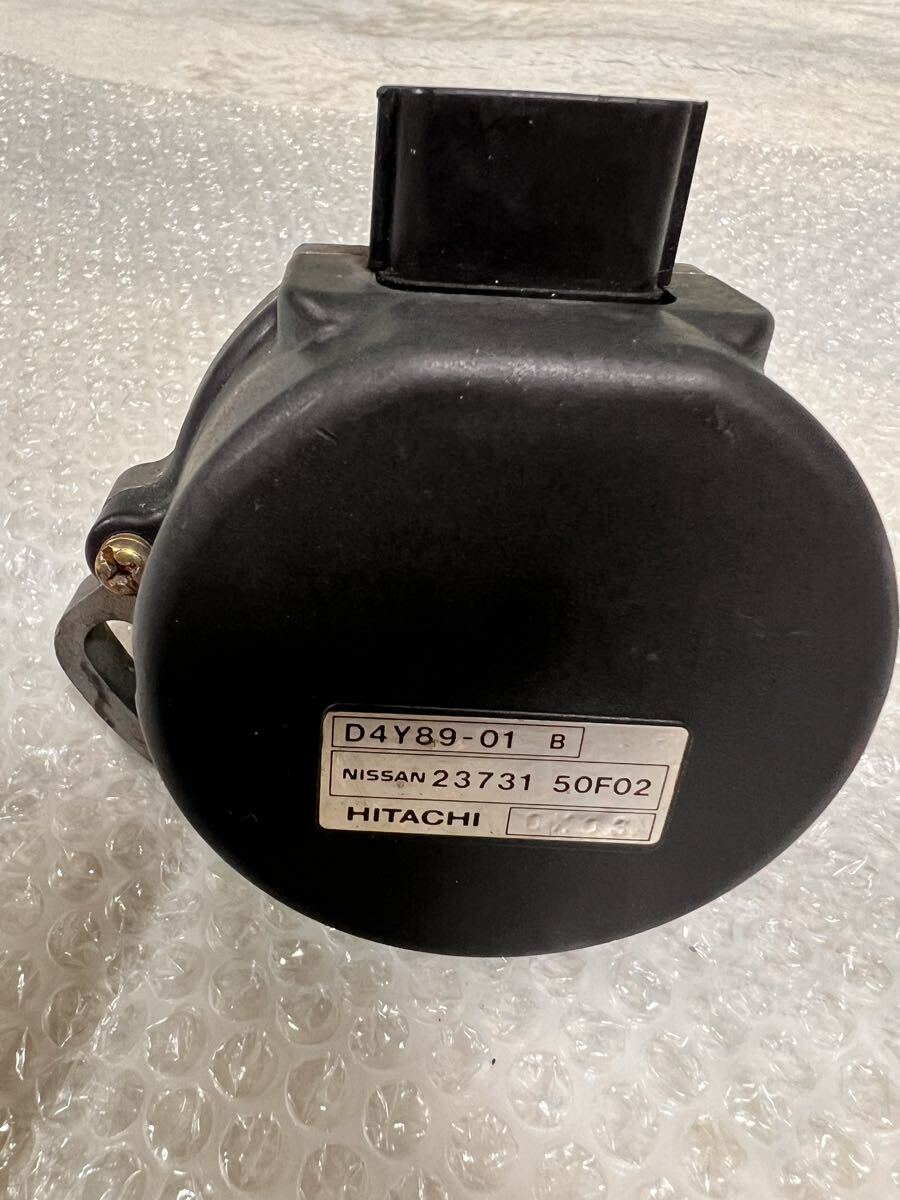 D4Y89-01 B
NISSAN 23731 50F02
HITACHI